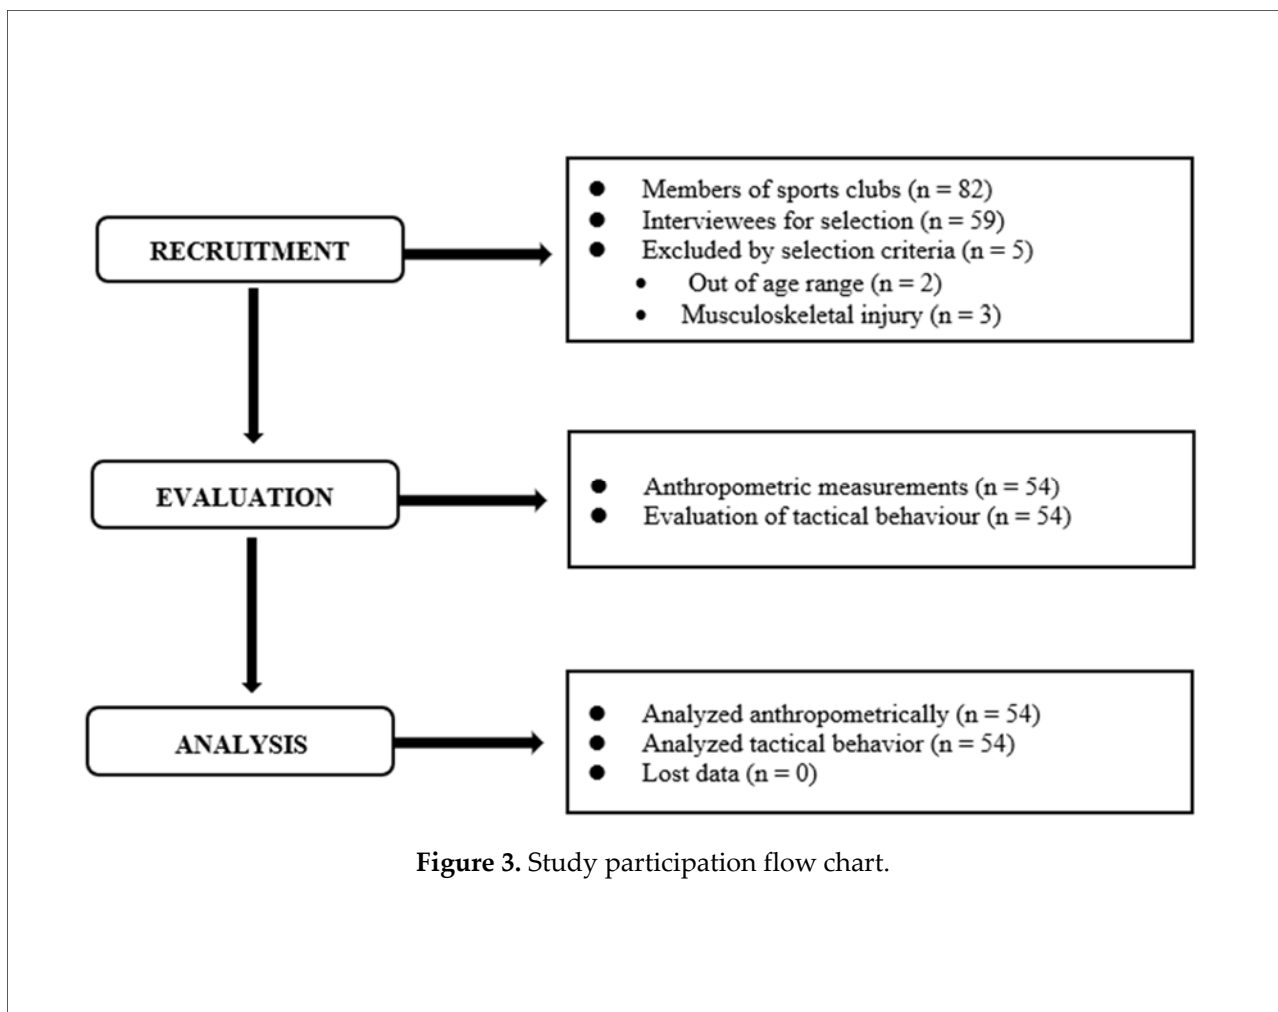 RECRUITMENT
● Members of sports clubs (n = 82)
● Interviewees for selection (n = 59)
● Excluded by selection criteria (n = 5)
• Out of age range (n = 2)
• Musculoskeletal injury (n = 3)
EVALUATION
● Anthropometric measurements (n = 54)
● Evaluation of tactical behaviour (n = 54)
ANALYSIS
● Analyzed anthropometrically (n = 54)
● Analyzed tactical behavior (n = 54)
● Lost data (n = 0)
Figure 3. Study participation flow chart.